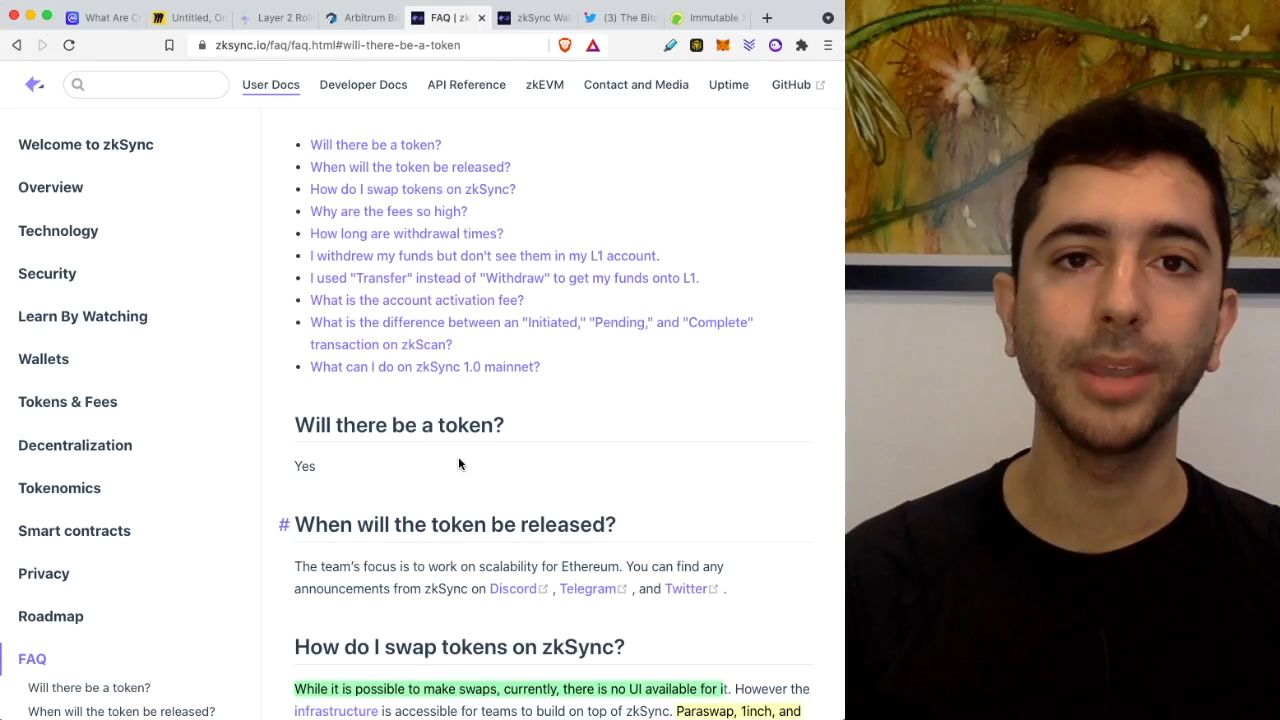 What Are C
Untitled, On
Layer 2 Roll
Arbitrum Br
FAQ | zk
zkSync Wal
(3) The Bitc
Immutable X
zksync.io/faq/faq.html#will-there-be-a-token
User Docs
Developer Docs
API Reference
zkEVM
Contact and Media
Uptime
GitHub
Welcome to zkSync
Overview
Technology
Security
Learn By Watching
Wallets
Tokens & Fees
Decentralization
Tokenomics
Smart contracts
Privacy
Roadmap
FAQ
Will there be a token?
When will the token be released?
Will there be a token?
When will the token be released?
How do I swap tokens on zkSync?
Why are the fees so high?
How long are withdrawal times?
I withdrew my funds but don't see them in my L1 account.
I used "Transfer" instead of "Withdraw" to get my funds onto L1.
What is the account activation fee?
What is the difference between an "Initiated," "Pending," and "Complete"
transaction on zkScan?
What can I do on zkSync 1.0 mainnet?
Will there be a token?
Yes
# When will the token be released?
The team's focus is to work on scalability for Ethereum. You can find any
announcements from zkSync on Discord , Telegram , and Twitter .
How do I swap tokens on zkSync?
While it is possible to make swaps, currently, there is no UI available for it. However the
infrastructure is accessible for teams to build on top of zkSync. Paraswap, 1inch, and